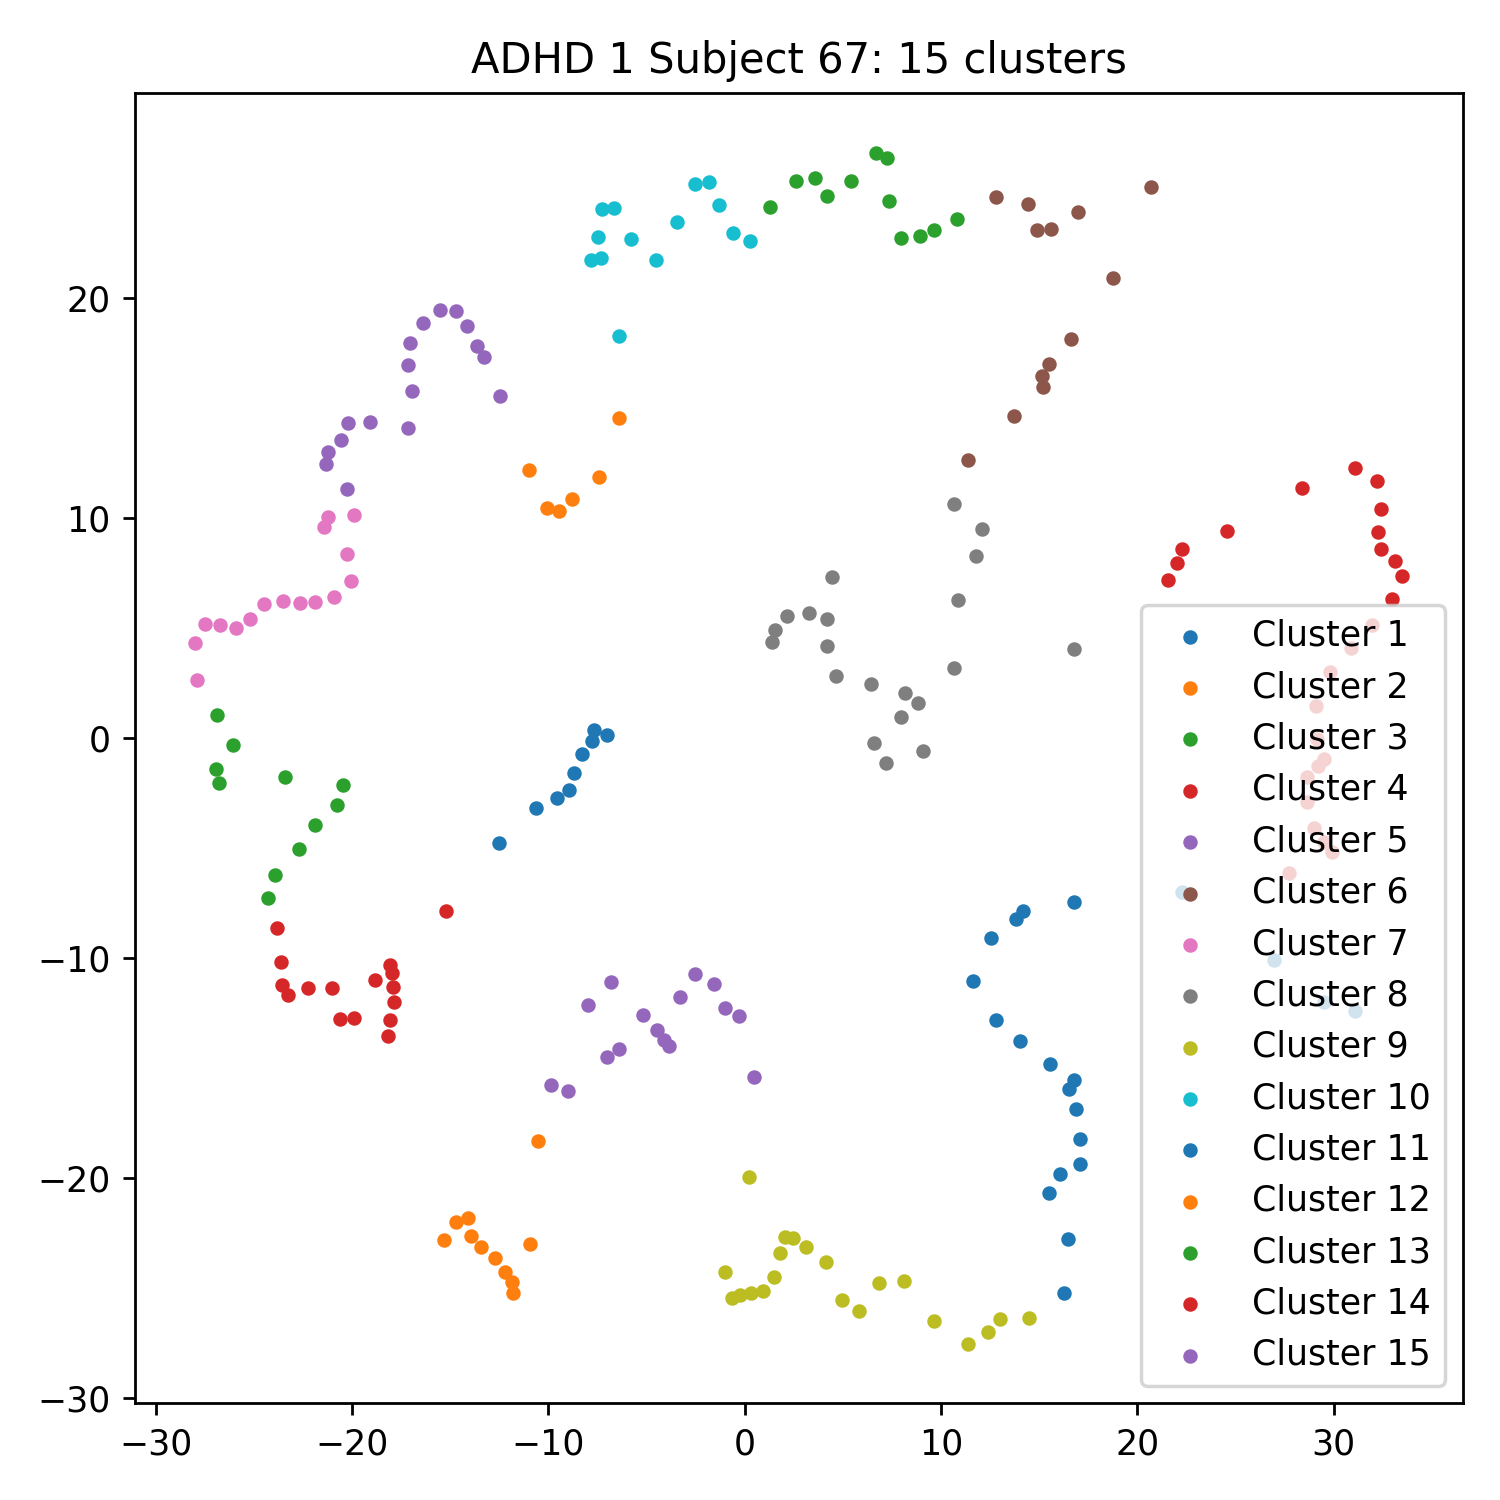 ADHD 1 Subject 67: 15 clusters
20
10
0
−10
−20
−30
−30
−20
−10
0
10
20
30
Cluster 1
Cluster 2
Cluster 3
Cluster 4
Cluster 5
Cluster 6
Cluster 7
Cluster 8
Cluster 9
Cluster 10
Cluster 11
Cluster 12
Cluster 13
Cluster 14
Cluster 15